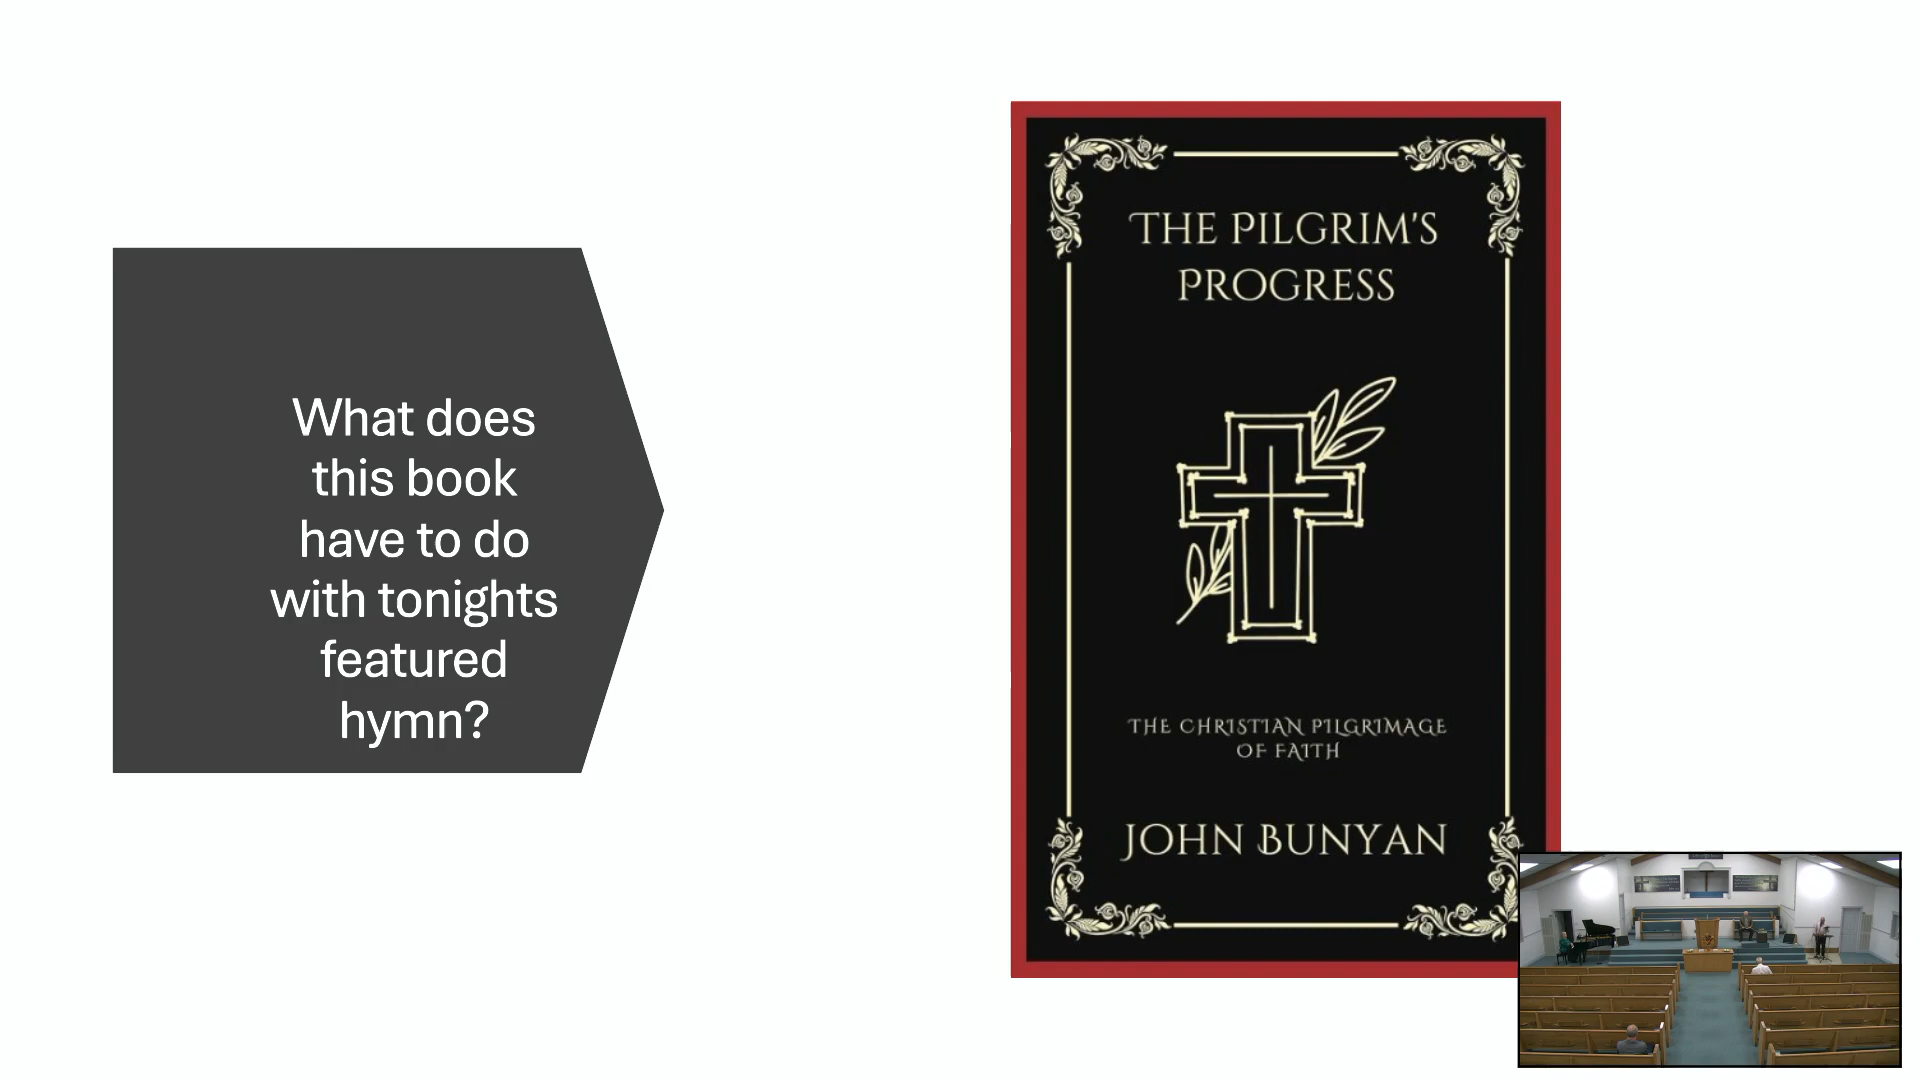 What does
this book
have to do
with tonights
featured
hymn?
THE PILGRIM'S
PROGRESS
THE CHRISTIAN PILGRIMAGE
OF FAITH
JOHN BUNYAN